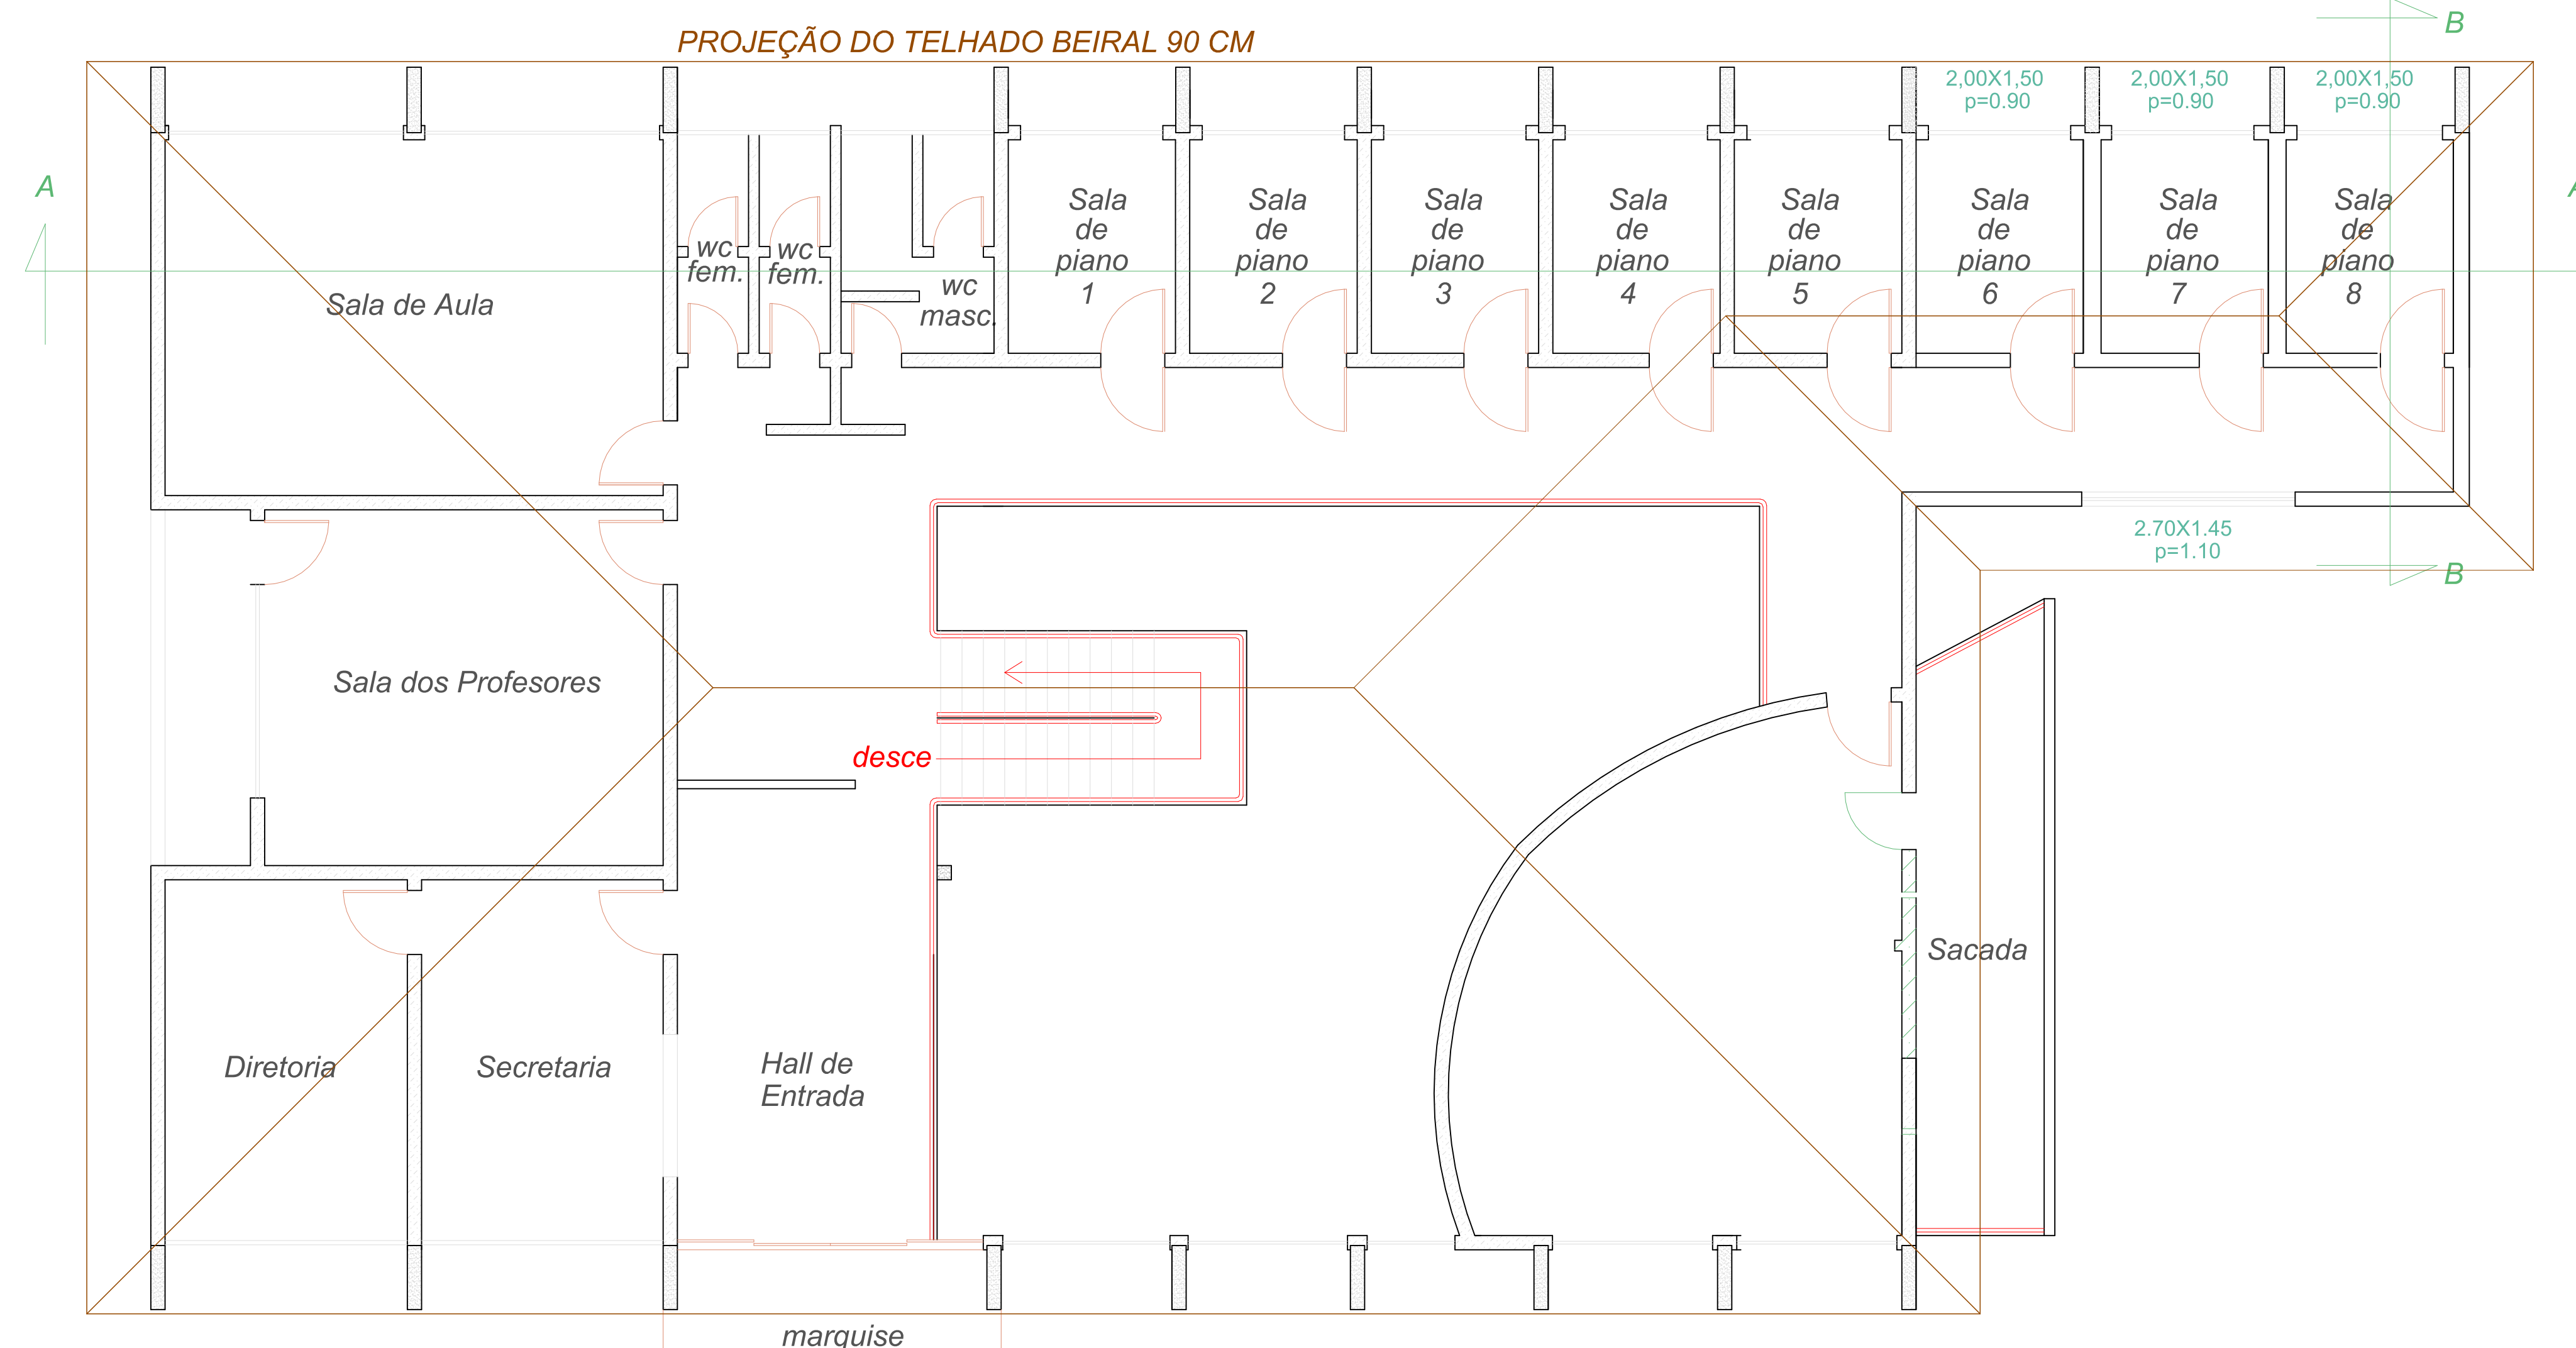 PROJEÇÃO DO TELHADO BEIRAL 90 CM
B
2,00X1,50
p=0.90
2,00X1,50
p=0.90
2,00X1,50
p=0.90
A
A
Sala de Aula
wc
fem.
wc
fem.
wc
masc.
Sala
de
piano
1
Sala
de
piano
2
Sala
de
piano
3
Sala
de
piano
4
Sala
de
piano
5
Sala
de
piano
6
Sala
de
piano
7
Sala
de
piano
8
2.70X1.45
p=1.10
B
Sala dos Profesores
desce
Sacada
Diretoria
Secretaria
Hall de
Entrada
marquise